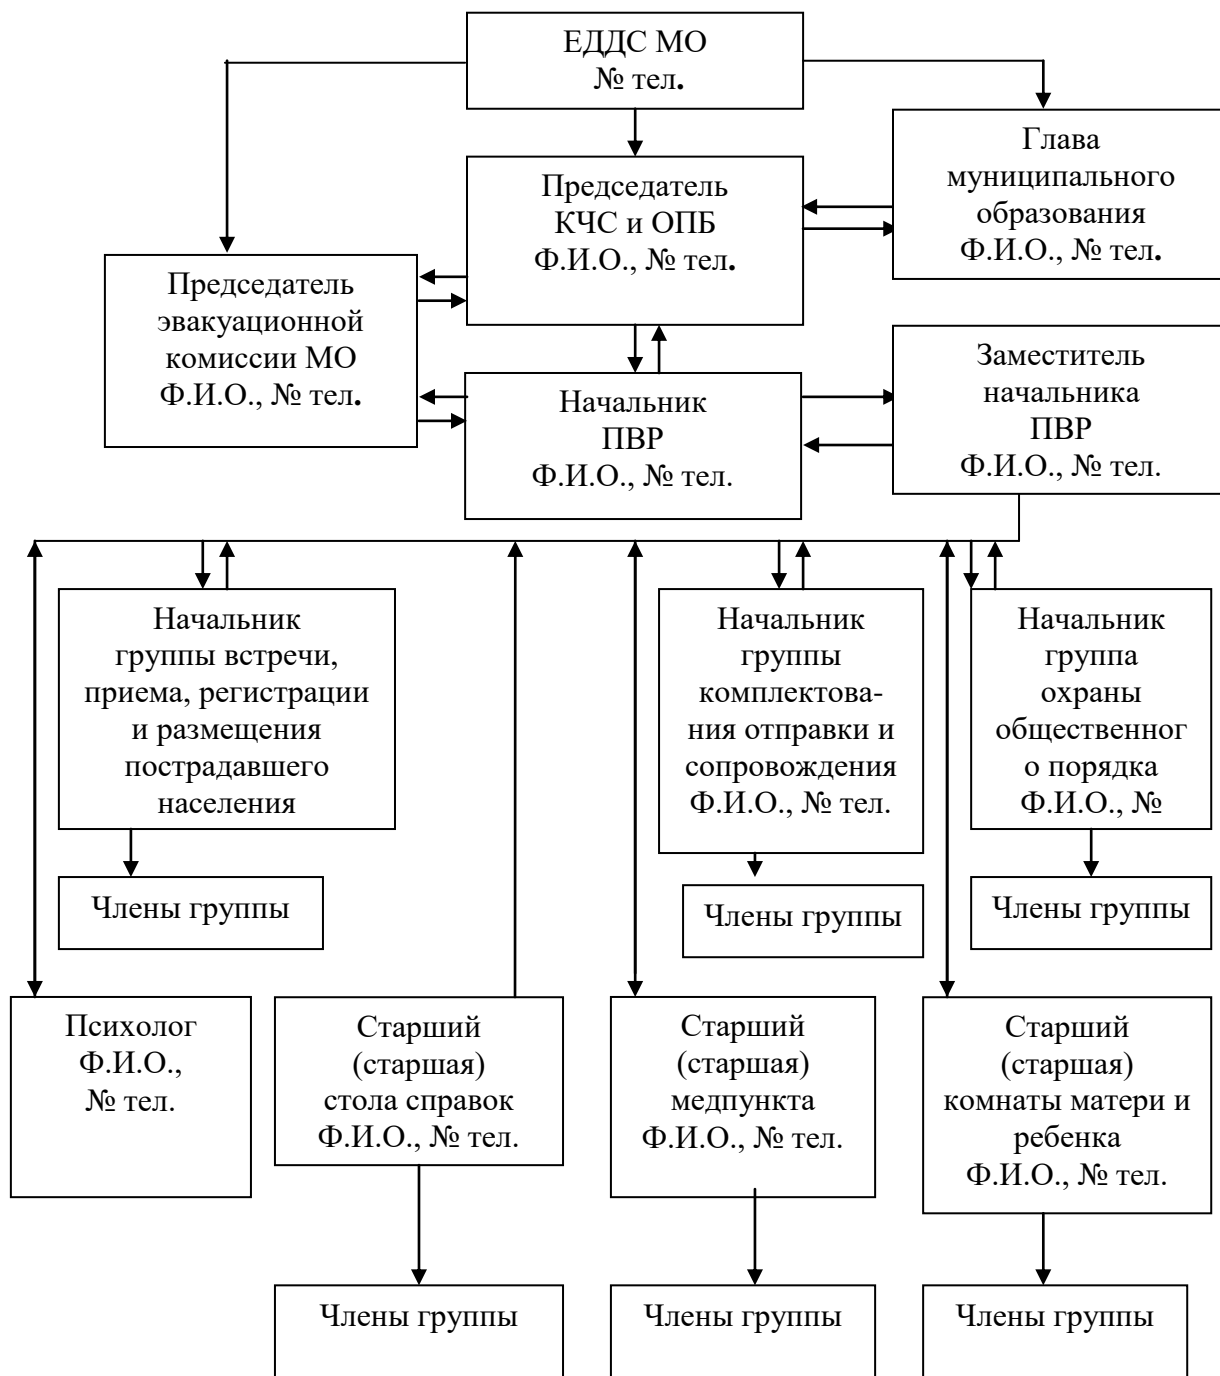 ЕДДС МО
№ тел.
Глава
муниципального
образования
Ф.И.О., № тел.
Председатель
КЧС и ОПБ
Ф.И.О., № тел.
Председатель
эвакуационной
комиссии МО
Ф.И.О., № тел.
Начальник
ПВР
Ф.И.О., № тел.
Заместитель
начальника
ПВР
Ф.И.О., № тел.
Начальник
группы встречи,
приема, регистрации
и размещения
пострадавшего
населения
Начальник
группы
комплектова-
ния отправки и
сопровождения
Ф.И.О., № тел.
Начальник
группа
охраны
общественног
о порядка
Ф.И.О., №
Члены группы
Члены группы
Члены группы
Психолог
Ф.И.О.,
№ тел.
Старший
(старшая)
стола справок
Ф.И.О., № тел.
Старший
(старшая)
медпункта
Ф.И.О., № тел.
Старший
(старшая)
комнаты матери и
ребенка
Ф.И.О., № тел.
Члены группы
Члены группы
Члены группы